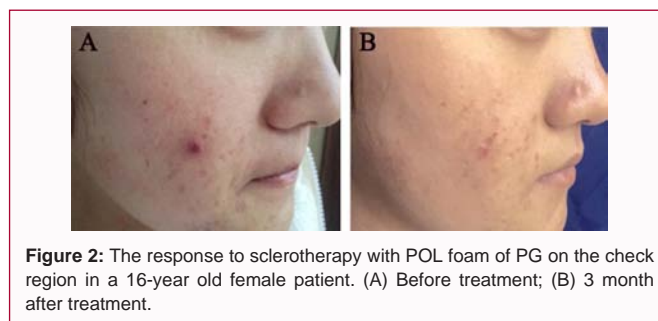 A
B
Figure 2: The response to sclerotherapy with POL foam of PG on the check
region in a 16-year old female patient. (A) Before treatment; (B) 3 month
after treatment.